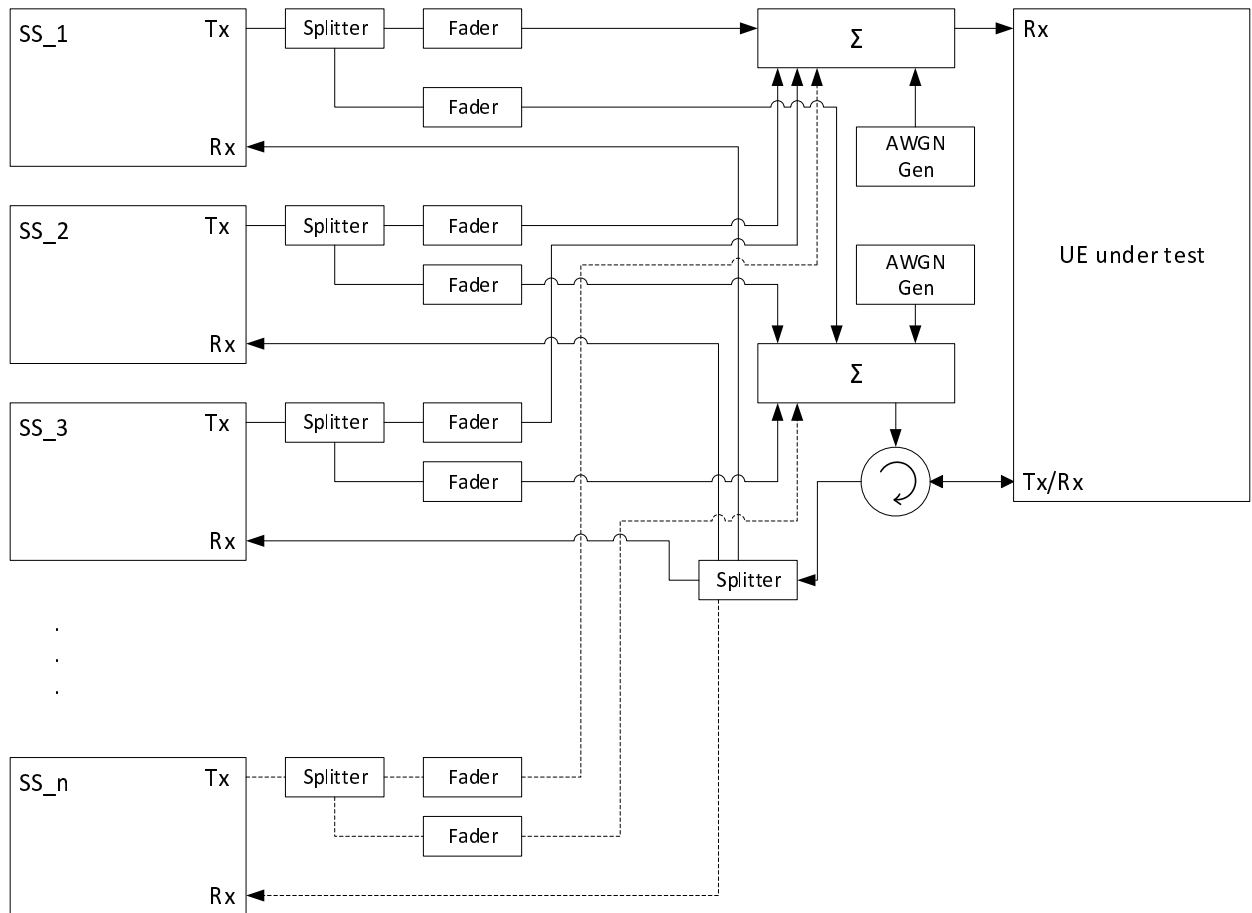 SS_1
Tx
Splitter
Fader
Σ
Rx
Fader
Rx
AWGN
Gen
SS_2
Tx
Splitter
Fader
UE under test
AWGN
Gen
Fader
Rx
Σ
SS_3
Tx
Splitter
Fader
Fader
Tx/Rx
Rx
Splitter
.
.
.
SS_n
Tx
Splitter
Fader
Fader
Rx